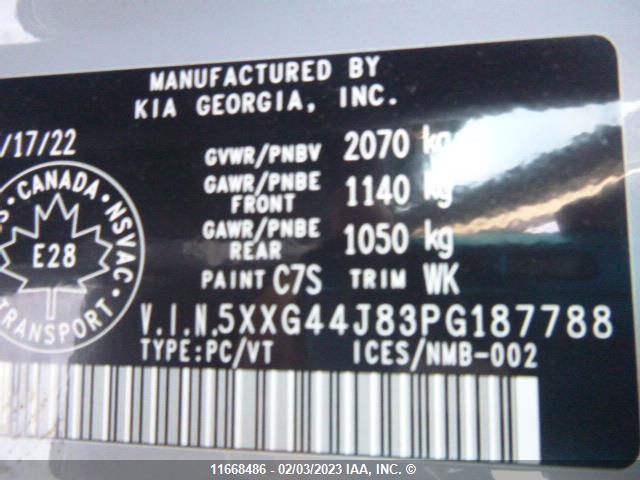 MANUFACTURED BY
KIA GEORGIA, INC.
/17/22
GVWR/PNBV 2070 kg
GAWR/PNBE FRONT 1140 kg
GAWR/PNBE REAR 1050 kg
PAINT C7S TRIM WK
V.I.N.5XXG44J83PG187788
TYPE:PC/VT ICES/NMB-002
CANADA NSVAC
E28
TRANSPORT
11668486 - 02/03/2023 IAA, INC. ©